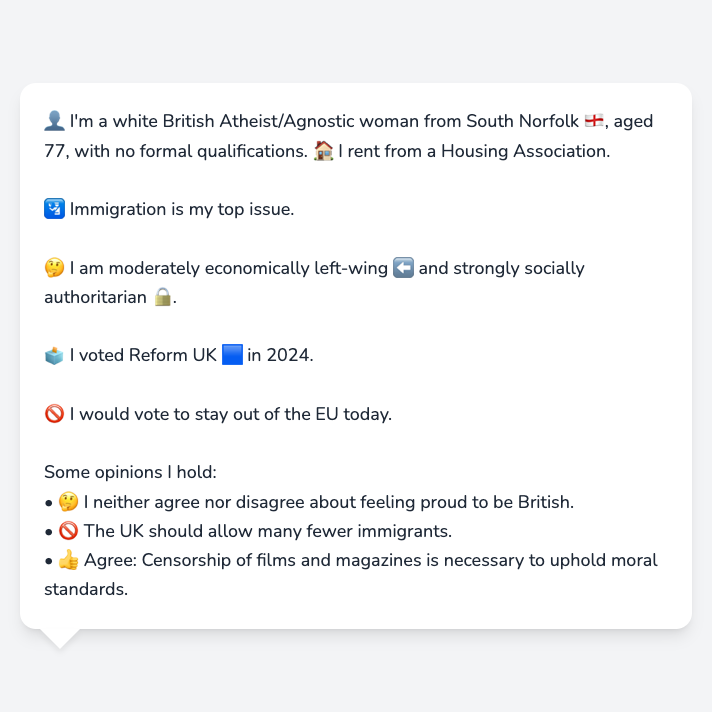 👤 I'm a white British Atheist/Agnostic woman from South Norfolk 🏴󠁧󠁢󠁥󠁮󠁧󠁿, aged
77, with no formal qualifications. 🏠 I rent from a Housing Association.
🛂 Immigration is my top issue.
🤔 I am moderately economically left-wing ⬅️ and strongly socially
authoritarian 🔒.
🗳️ I voted Reform UK 🟦 in 2024.
🚫 I would vote to stay out of the EU today.
Some opinions I hold:
• 🤔 I neither agree nor disagree about feeling proud to be British.
• 🚫 The UK should allow many fewer immigrants.
• 👍 Agree: Censorship of films and magazines is necessary to uphold moral
standards.